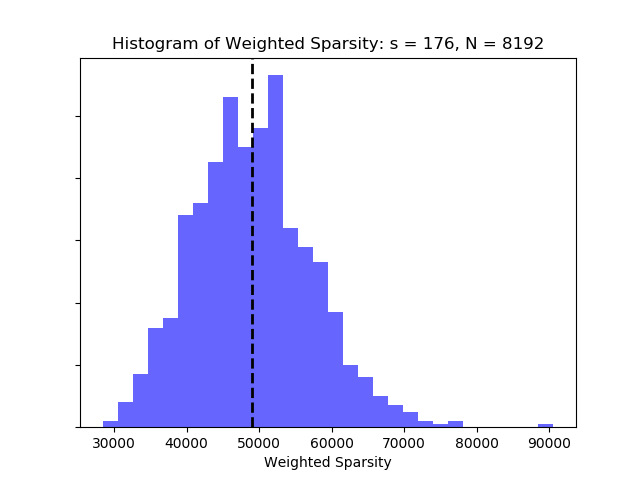 Histogram of Weighted Sparsity: s = 176, N = 8192
30000 40000 50000 60000 70000 80000 90000
Weighted Sparsity